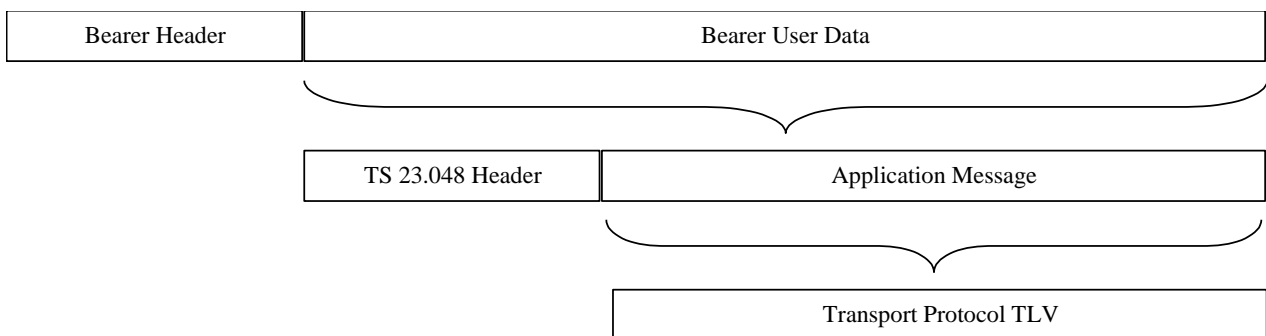 Bearer Header
Bearer User Data
TS 23.048 Header
Application Message
Transport Protocol TLV